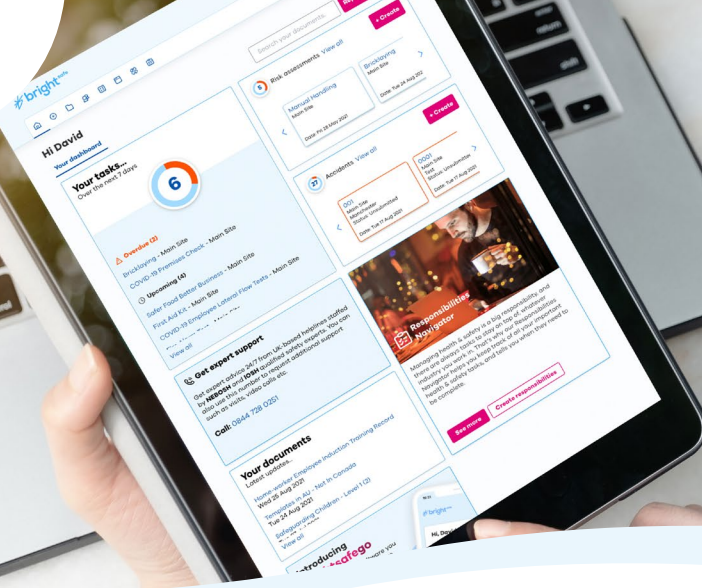 bright safe
Search your documents.
Hi David
Your dashboard
Your tasks...
Over the next 7 days
6
Overdue (2)
Bricklaying - Main Site
COVID-19 Premises Check - Main Site
Upcoming (4)
Safer Food Better Business - Main Site
First Aid Kit - Main Site
COVID-19 Employee Lateral Flow Tests - Main Site
View all
Get expert support
Get expert advice 24/7 from UK-based helplines staffed
by NEBOSH and IOSH qualified safety experts. You can
also use this number to request additional support
such as visits, video calls etc.
Call: 0844 728 0251
Your documents
Latest updates..
Home-worker Employee Induction Training Record
Wed 25 Aug 2021
Templates in AU - Not In Canada
Tue 24 Aug 2021
Safeguarding Children - Level 1 (2)
View all
+ Create
6
Risk assessments View all
Manual Handling
Main Site
Date: Fri 28 May 2021
Bricklaying
Main Site
Date: Tue 24 Aug 202
+ Create
27
Accidents View all
001
Main Site
Manchester
Status: Unsubmitted
Date: Tue 17 Aug 2021
0001
Main Site
Test
Status: Unsubmitted
Date: Tue 17 Aug 2021
Responsibilities
Navigator
Managing health & safety is a big responsibility, and
there are always tasks to stay on top of, whatever
industry you work in. That's why our Responsibilities
Navigator helps you keep track of all your important
health & safety tasks, and tells you when they need to
be complete.
See more
Create responsibilities
bright
Hi, Davi